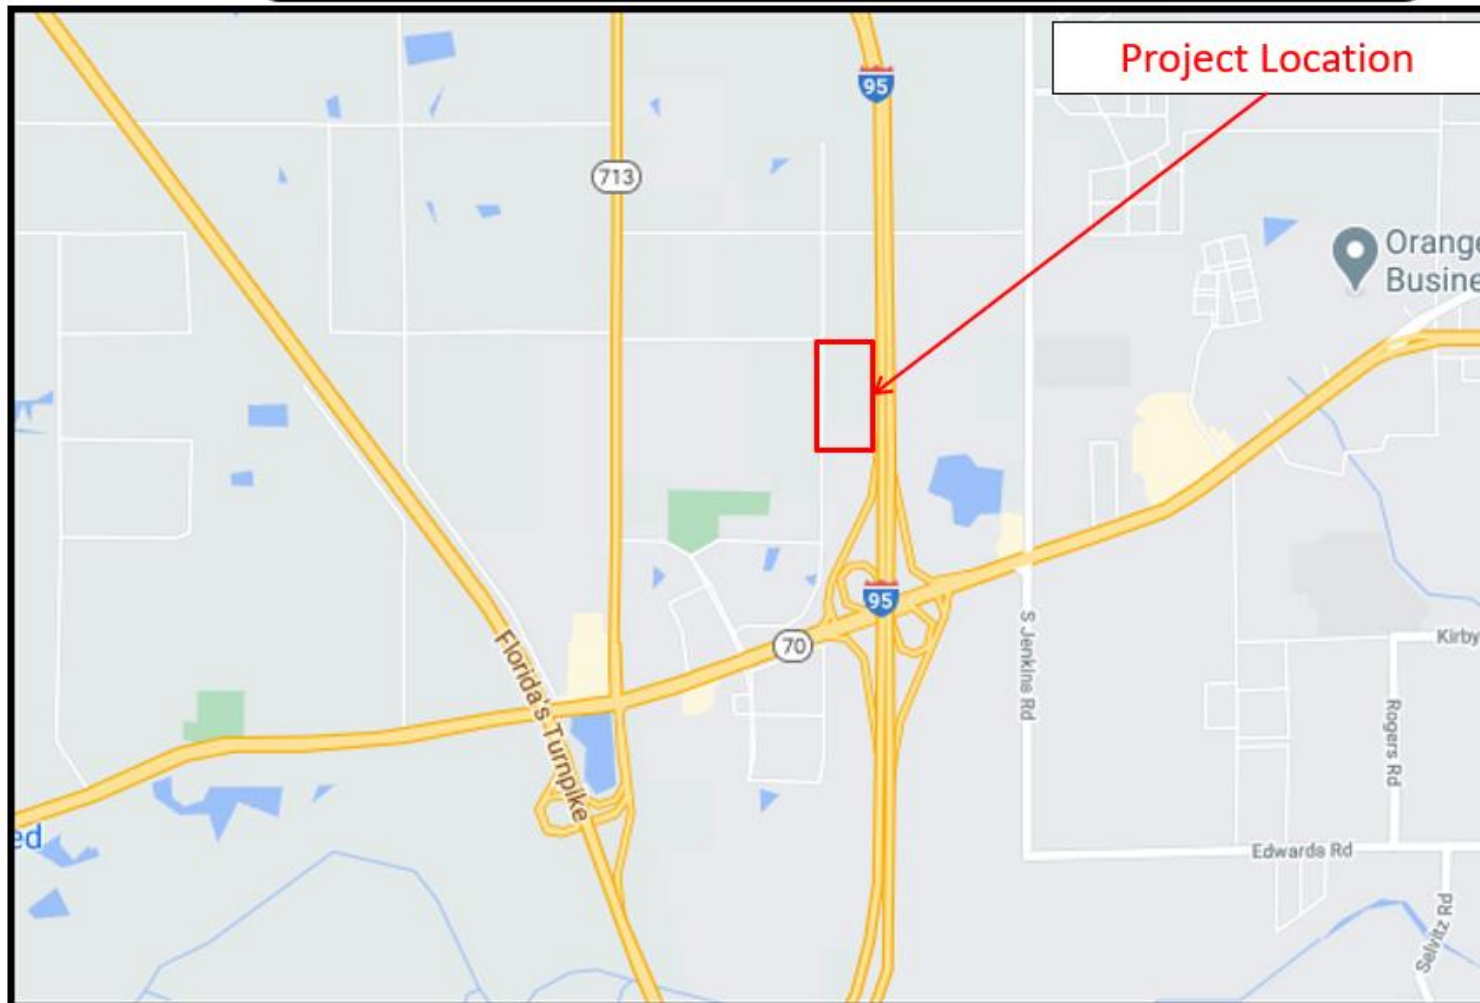 Project Location
95
713
Orange
Busine
95
70
S Jenkins Rd
Kirby
Florida's Turnpike
Rogers Rd
ed
Edwards Rd
Selvitz Rd